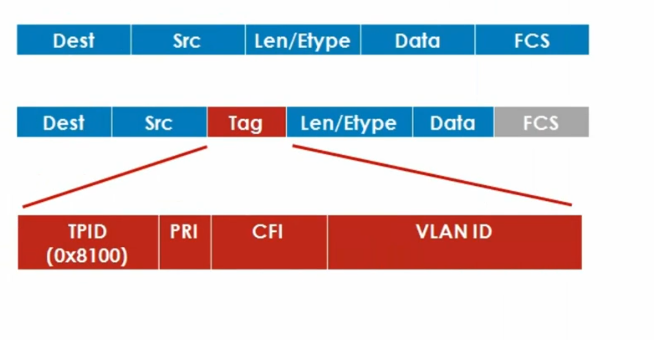 Dest Src Len/Etype Data FCS
Dest Src Tag Len/Etype Data FCS
TPID PRI CFI VLAN ID
(0x8100)